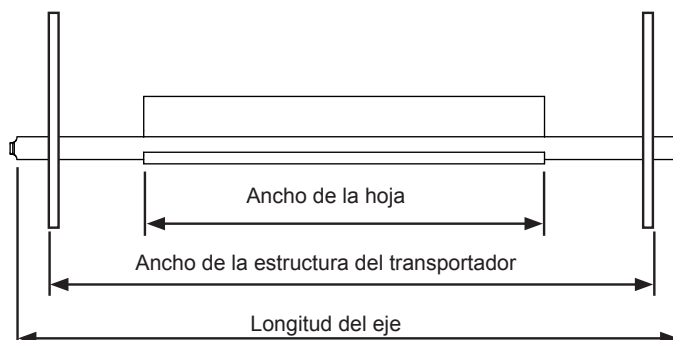 Ancho de la hoja
Ancho de la estructura del transportador
Longitud del eje